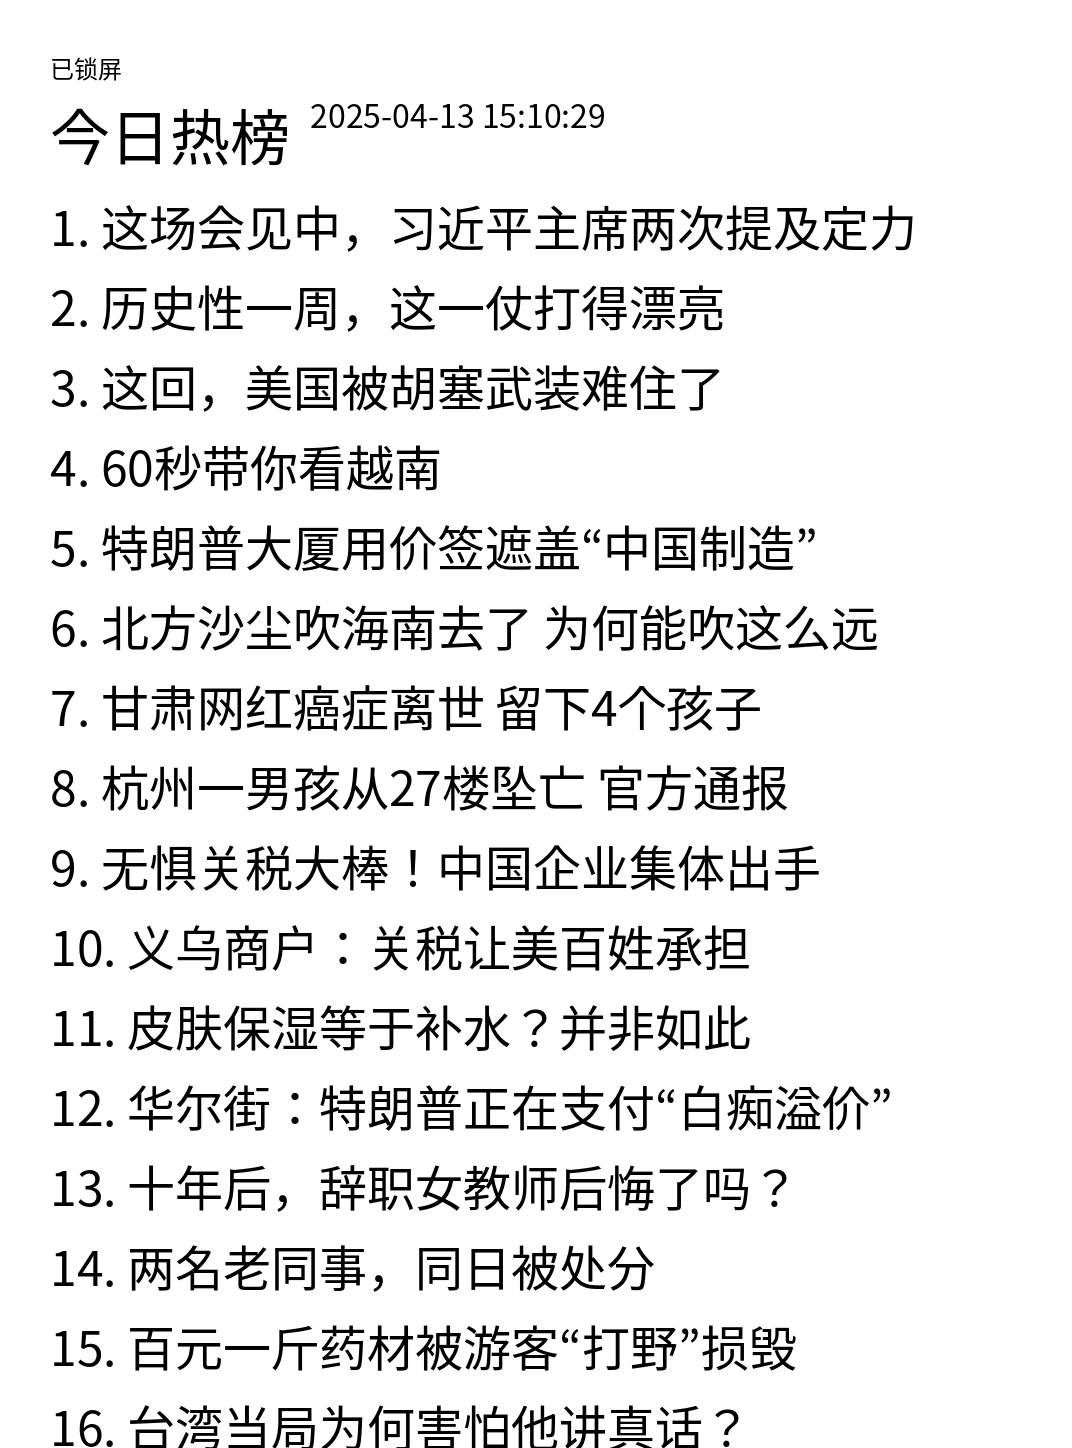 已锁屏
今日热榜 2025-04-13 15:10:29
1. 这场会见中，习近平主席两次提及定力
2. 历史性一周，这一仗打得漂亮
3. 这回，美国被胡塞武装难住了
4. 60秒带你看越南
5. 特朗普大厦用价签遮盖“中国制造”
6. 北方沙尘吹海南去了 为何能吹这么远
7. 甘肃网红癌症离世 留下4个孩子
8. 杭州一男孩从27楼坠亡 官方通报
9. 无惧关税大棒！中国企业集体出手
10. 义乌商户：关税让美百姓承担
11. 皮肤保湿等于补水？并非如此
12. 华尔街：特朗普正在支付“白痴溢价”
13. 十年后，辞职女教师后悔了吗？
14. 两名老同事，同日被处分
15. 百元一斤药材被游客“打野”损毁
16. 台湾当局为何害怕他讲真话？